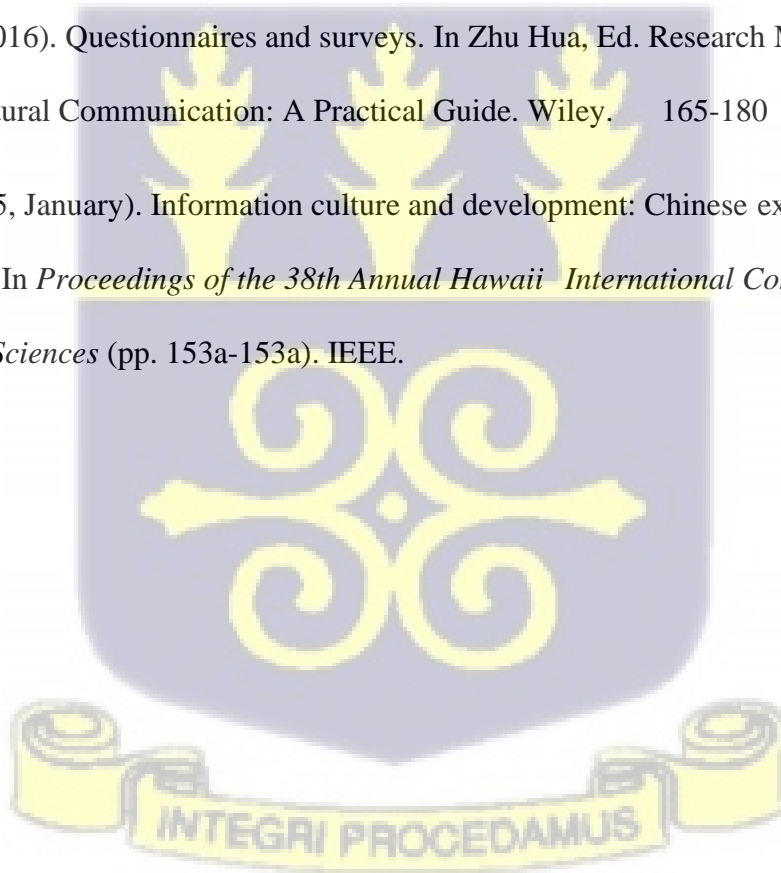 016). Questionnaires and surveys. In Zhu Hua, Ed. Research M
tural Communication: A Practical Guide. Wiley. 165-180
5, January). Information culture and development: Chinese ex
In Proceedings of the 38th Annual Hawaii International Co
Sciences (pp. 153a-153a). IEEE.
INTEGRI PROCEDAMUS